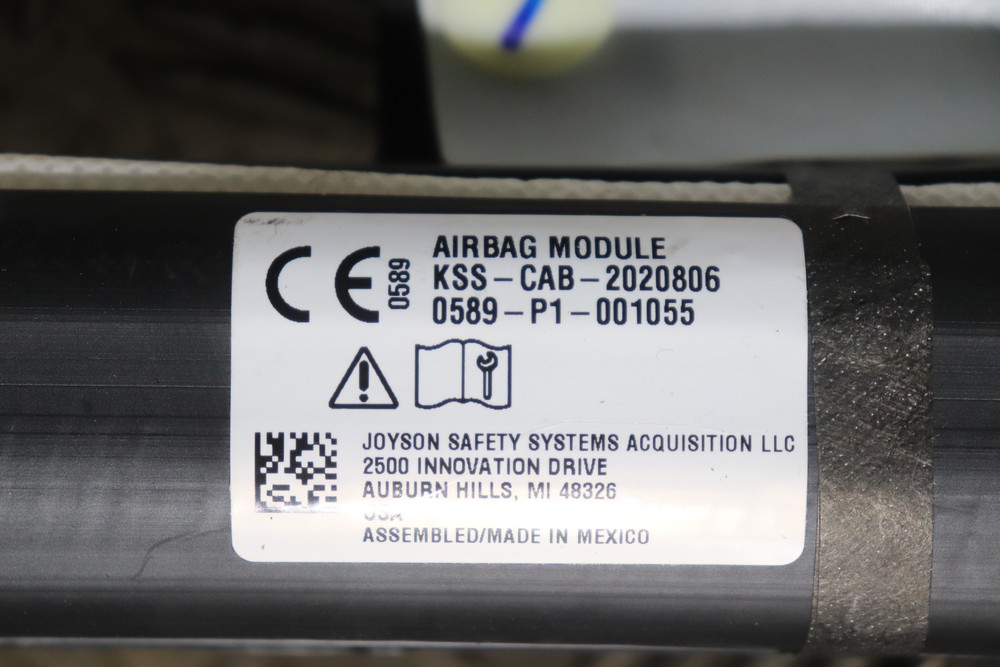 CE 0589
AIRBAG MODULE
KSS-CAB-2020806
0589-P1-001055
JOYSON SAFETY SYSTEMS ACQUISITION LLC
2500 INNOVATION DRIVE
AUBURN HILLS, MI 48326
USA
ASSEMBLED/MADE IN MEXICO